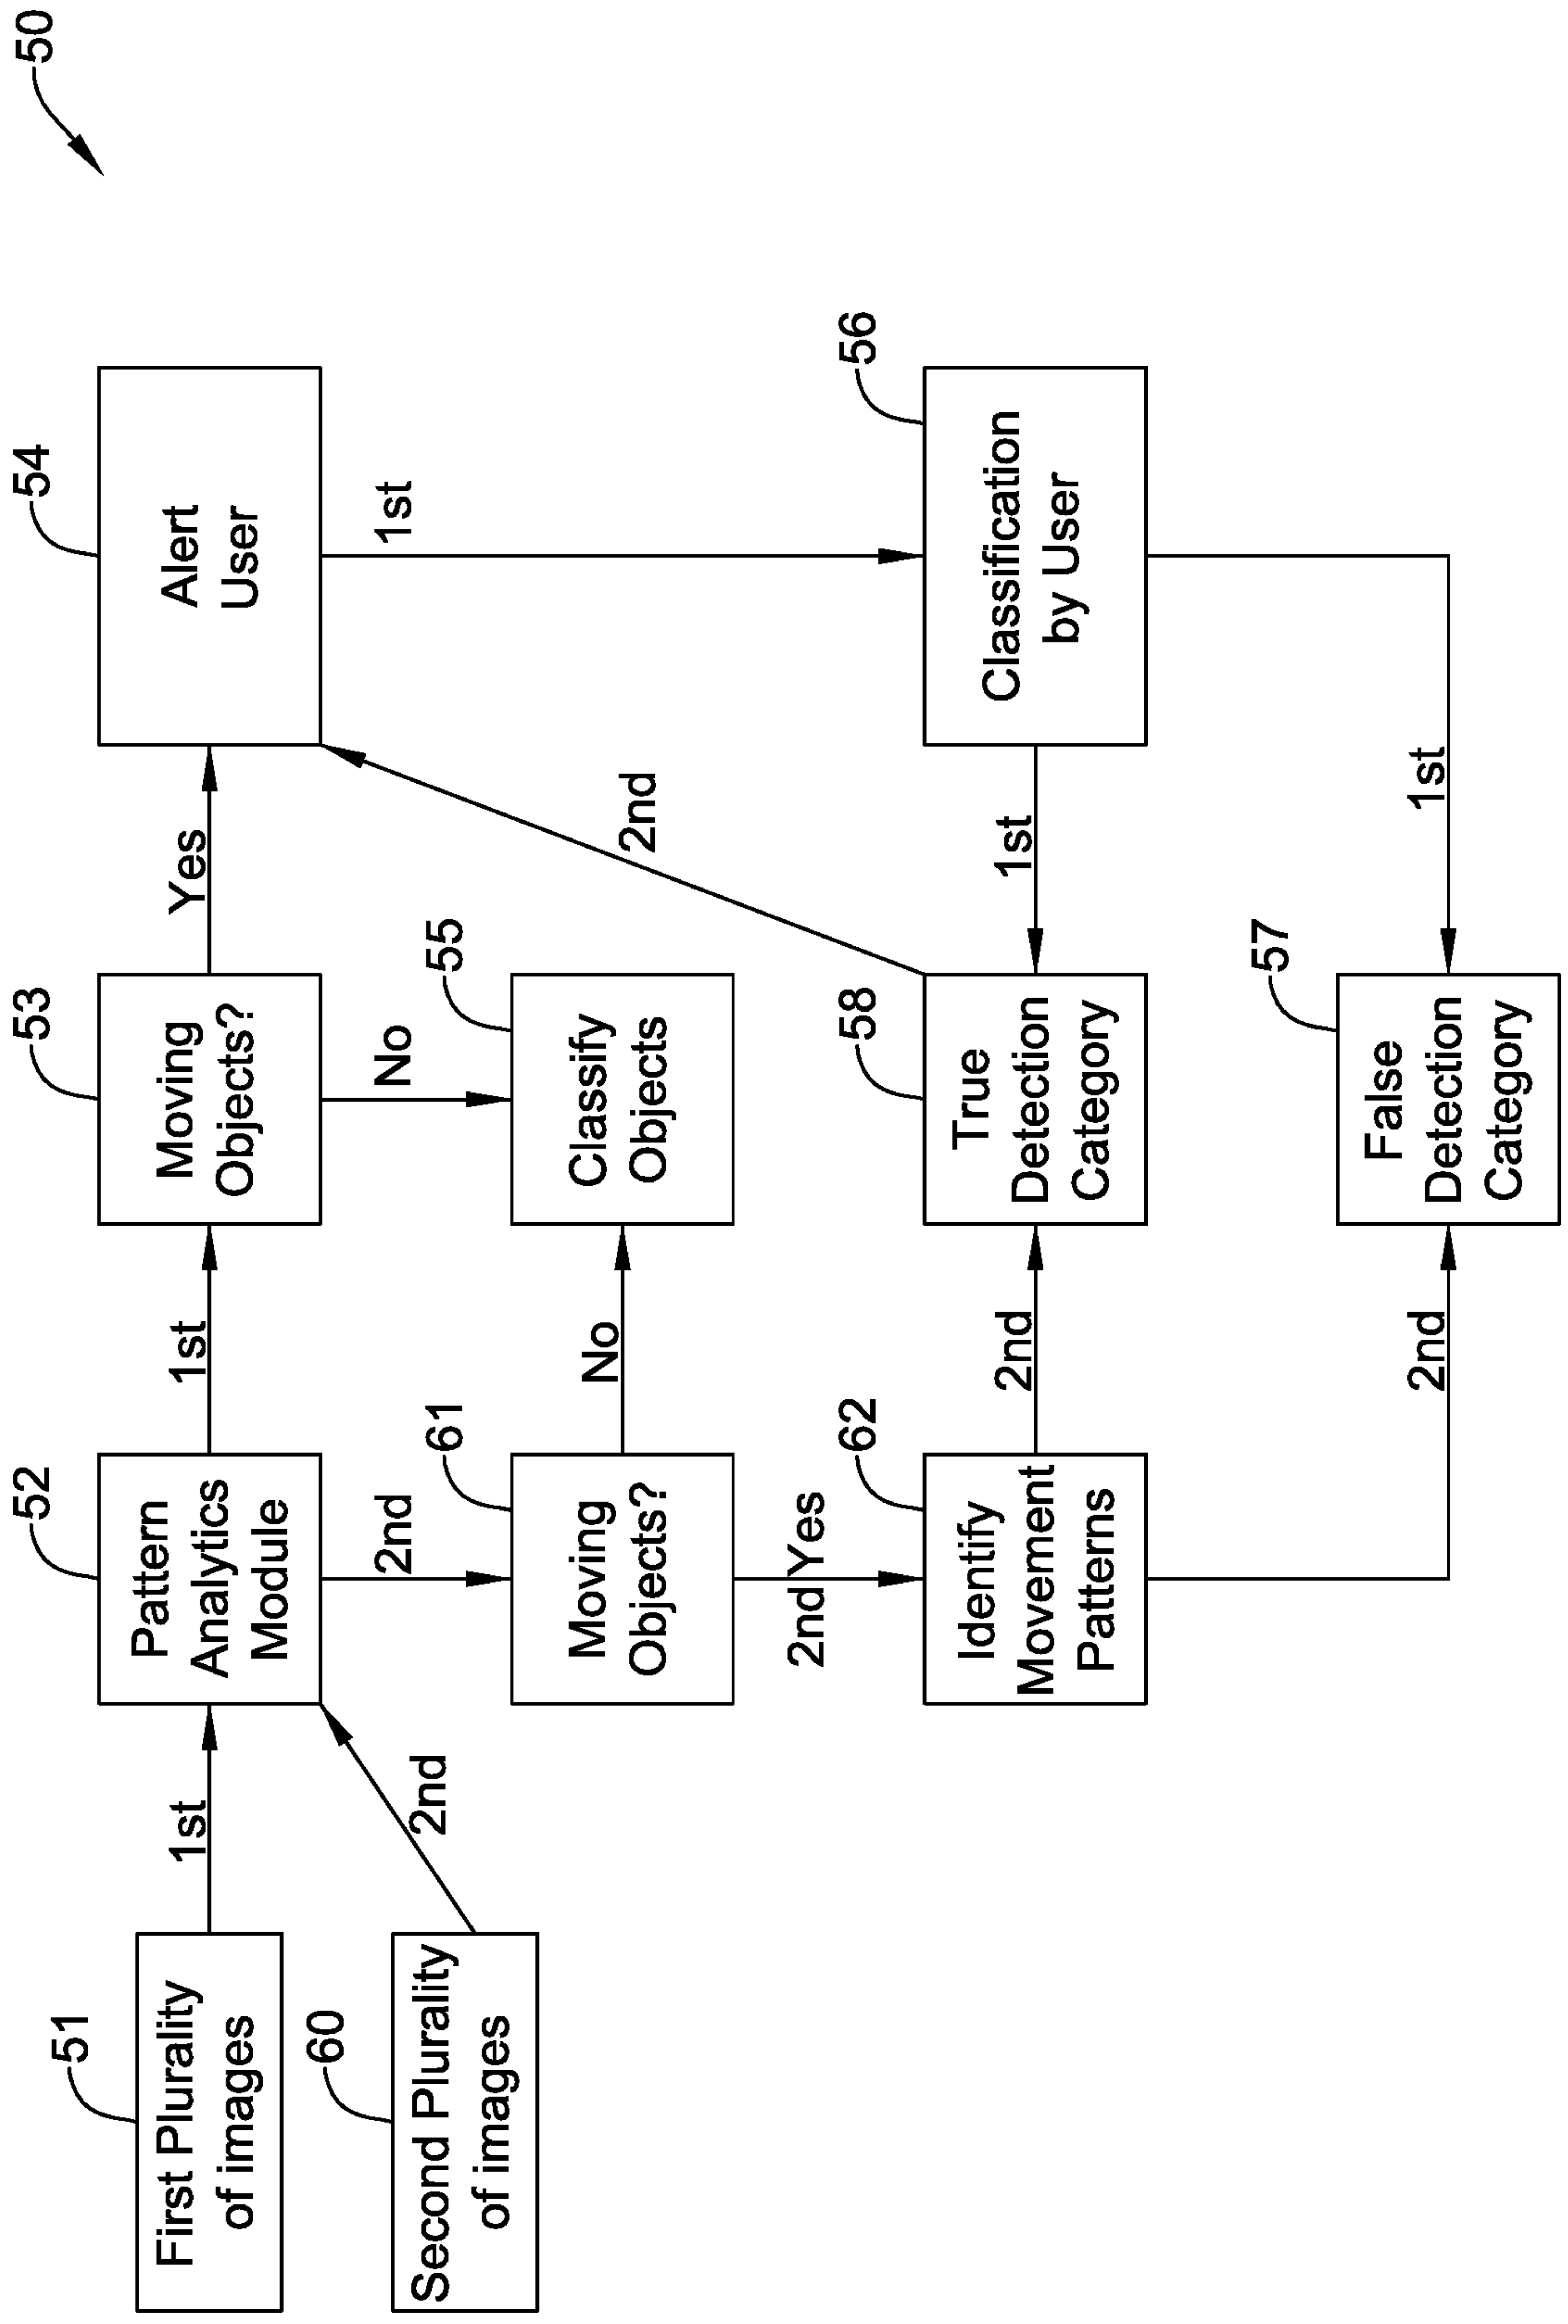 50
51
First Plurality
of images
1st
52
Pattern
Analytics
Module
1st
53
Moving
Objects?
Yes
54
Alert
User
60
Second Plurality
of images
2nd
2nd
61
Moving
Objects?
No
No
55
Classify
Objects
2nd
1st
2nd Yes
62
Identify
Movement
Patterns
2nd
58
True
Detection
Category
1st
56
Classification
by User
2nd
57
False
Detection
Category
1st